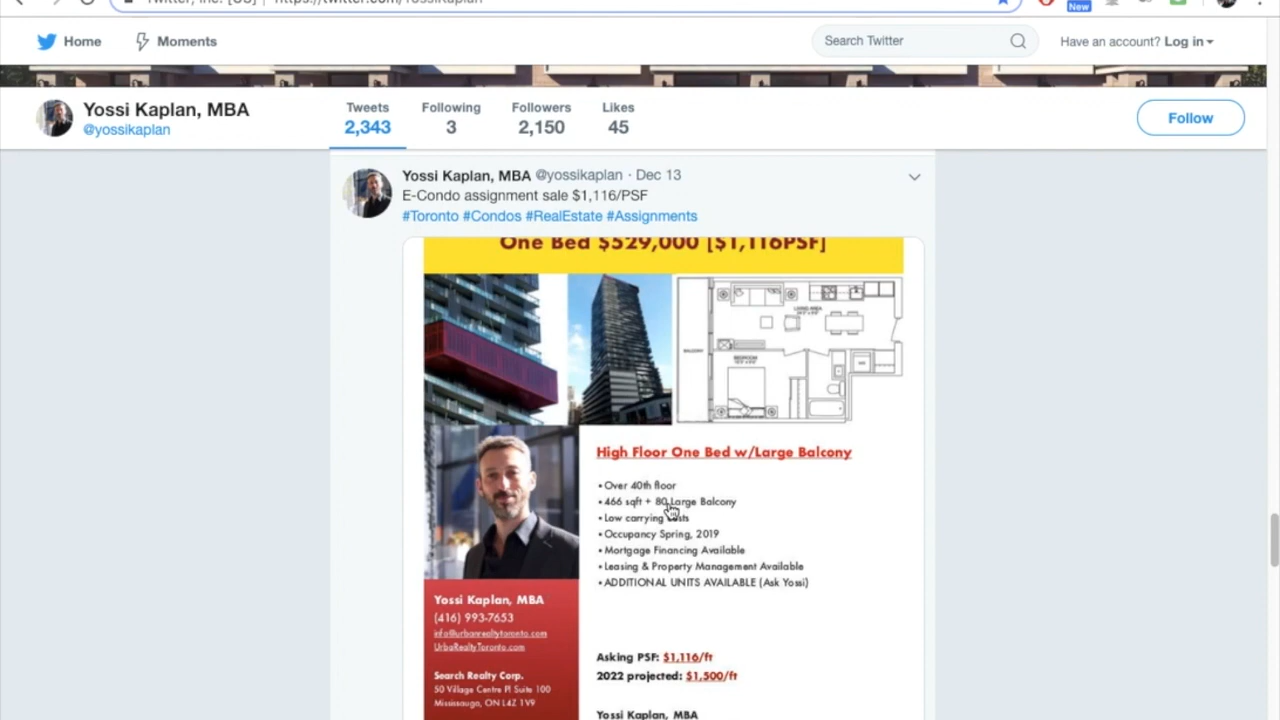 Twitter, Inc. [US] | https://twitter.com/YossiKaplan
New
Home
Moments
Search Twitter
Have an account? Log in
Yossi Kaplan, MBA
@yossikaplan
Tweets
2,343
Following
3
Followers
2,150
Likes
45
Follow
Yossi Kaplan, MBA @yossikaplan · Dec 13
E-Condo assignment sale $1,116/PSF
#Toronto #Condos #RealEstate #Assignments
One Bed $529,000 [$1,116PSF]
LIVING AREA
BALCONY
BEDROOM
High Floor One Bed w/Large Balcony
• Over 40th floor
• 466 sqft + 80 Large Balcony
• Low carrying costs
• Occupancy Spring, 2019
• Mortgage Financing Available
• Leasing & Property Management Available
• ADDITIONAL UNITS AVAILABLE (Ask Yossi)
Yossi Kaplan, MBA
(416) 993-7653
info@urbanrealtytoronto.com
UrbaRealtyToronto.com
Search Realty Corp.
50 Village Centre Pl Suite 100
Mississauga, ON L4Z 1V9
Asking PSF: $1,116/ft
2022 projected: $1,500/ft
Yossi Kaplan, MBA